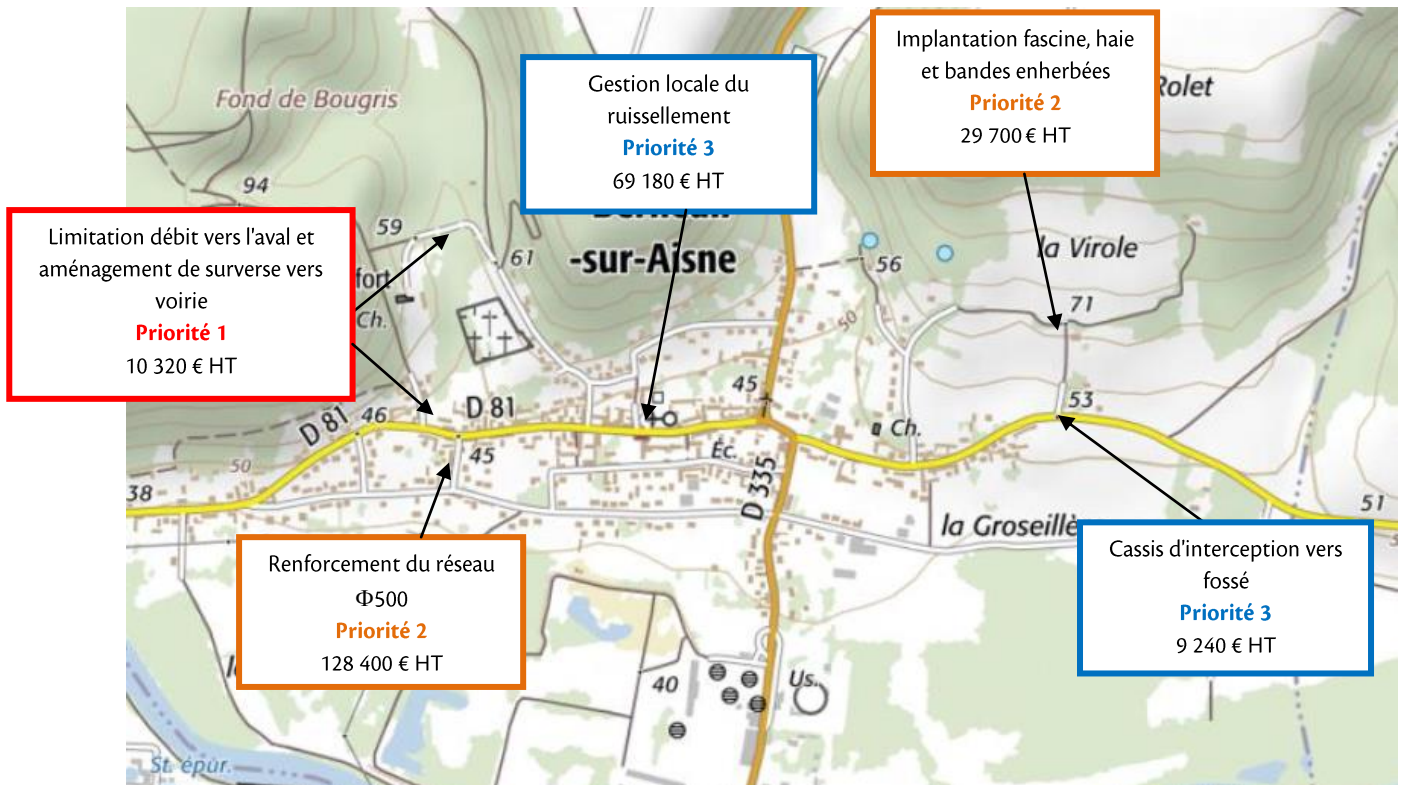 Implantation fascine, haie
et bandes enherbées
Priorité 2
29 700 € HT
Gestion locale du
ruissellement
Priorité 3
69 180 € HT
Rolet
Fond de Bougris
94
59
61
-sur-Aisne
56
la Virole
71
Limitation débit vers l'aval et
aménagement de surverse vers
voirie
Priorité 1
10 320 € HT
fort
Ch.
50
45
53
D 81
D 81
46
45
Éc.
Ch.
50
38
D 335
51
la Groseillè
Cassis d'interception vers
fossé
Priorité 3
9 240 € HT
Renforcement du réseau
Φ500
Priorité 2
128 400 € HT
40
Us.
St. épur.